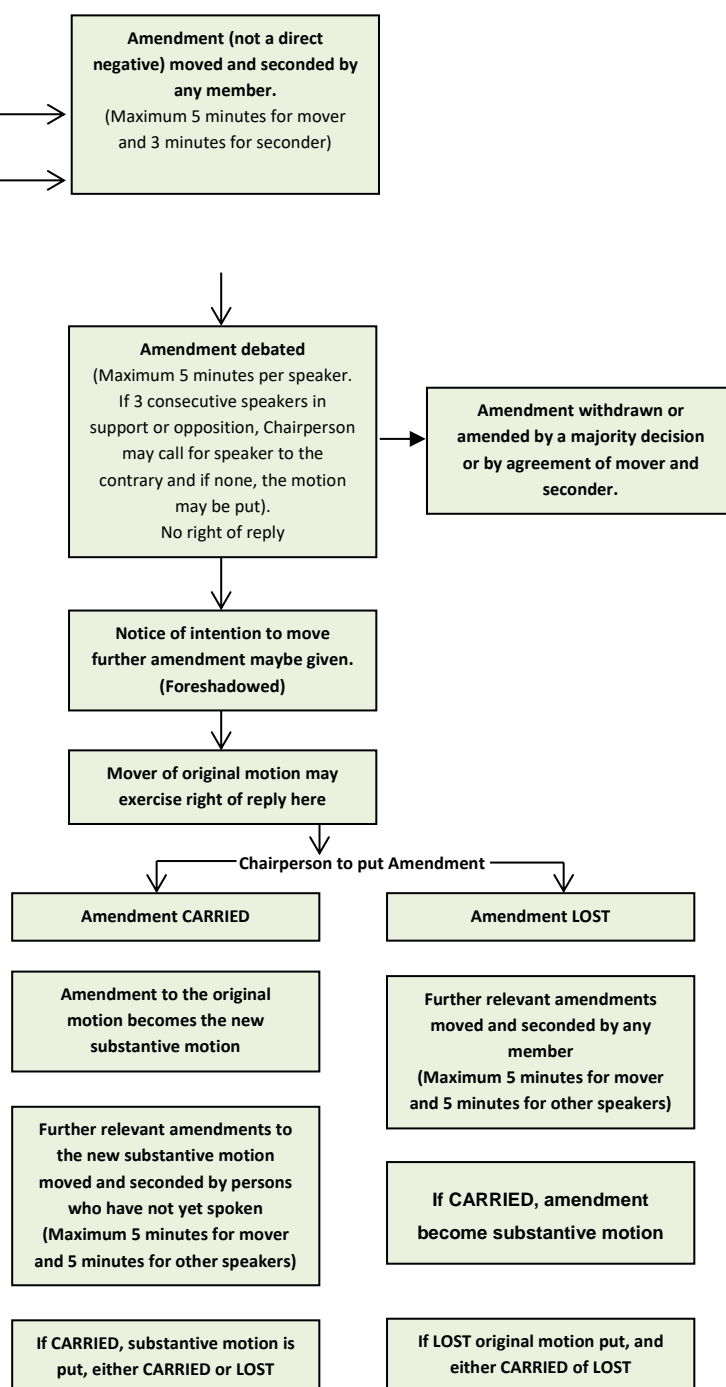 Amendment (not a direct
negative) moved and seconded by
any member.
(Maximum 5 minutes for mover
and 3 minutes for seconder)
Amendment debated
(Maximum 5 minutes per speaker.
If 3 consecutive speakers in
support or opposition, Chairperson
may call for speaker to the
contrary and if none, the motion
may be put).
No right of reply
Amendment withdrawn or
amended by a majority decision
or by agreement of mover and
seconder.
Notice of intention to move
further amendment maybe given.
(Foreshadowed)
Mover of original motion may
exercise right of reply here
Chairperson to put Amendment
Amendment CARRIED
Amendment to the original
motion becomes the new
substantive motion
Further relevant amendments to
the new substantive motion
moved and seconded by persons
who have not yet spoken
(Maximum 5 minutes for mover
and 5 minutes for other speakers)
If CARRIED, substantive motion is
put, either CARRIED or LOST
Amendment LOST
Further relevant amendments
moved and seconded by any
member
(Maximum 5 minutes for mover
and 5 minutes for other speakers)
If CARRIED, amendment
become substantive motion
If LOST original motion put, and
either CARRIED of LOST